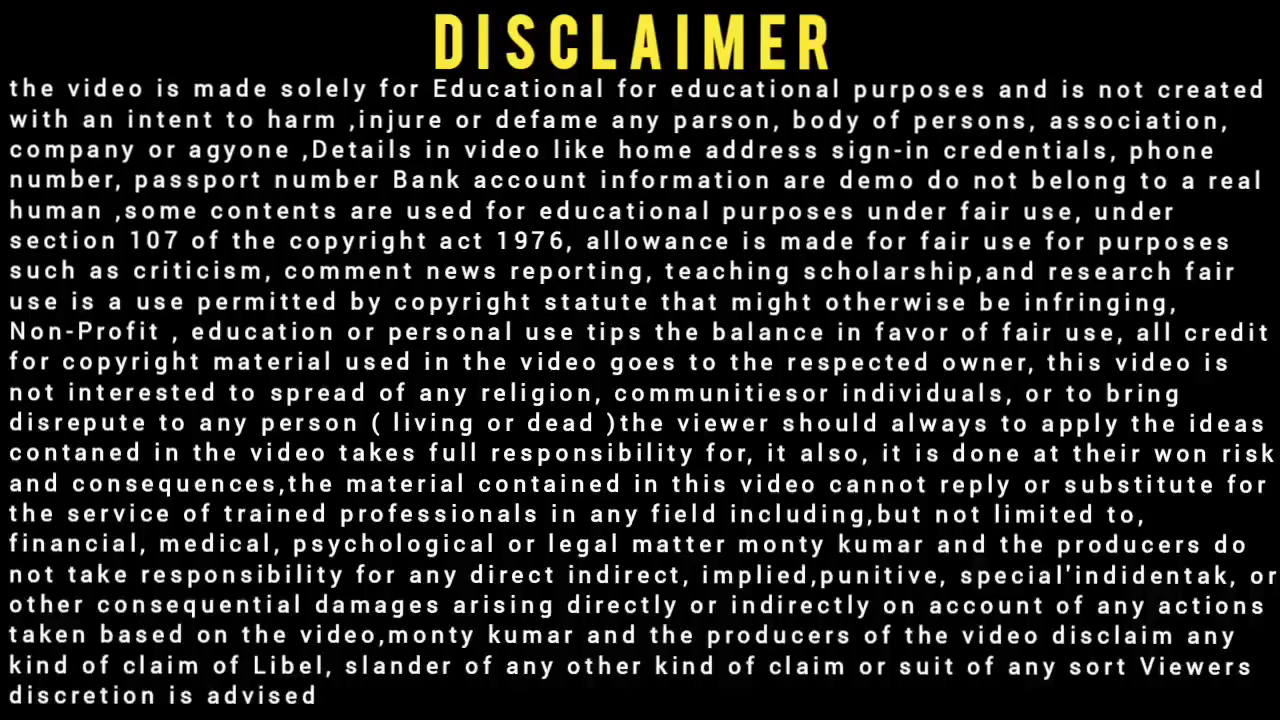 DISCLAIMER
the video is made solely for Educational for educational purposes and is not created
with an intent to harm ,injure or defame any parson, body of persons, association,
company or agyone ,Details in video like home address sign-in credentials, phone
number, passport number Bank account information are demo do not belong to a real
human ,some contents are used for educational purposes under fair use, under
section 107 of the copyright act 1976, allowance is made for fair use for purposes
such as criticism, comment news reporting, teaching scholarship,and research fair
use is a use permitted by copyright statute that might otherwise be infringing,
Non-Profit , education or personal use tips the balance in favor of fair use, all credit
for copyright material used in the video goes to the respected owner, this video is
not interested to spread of any religion, communitiesor individuals, or to bring
disrepute to any person ( living or dead )the viewer should always to apply the ideas
contaned in the video takes full responsibility for, it also, it is done at their won risk
and consequences,the material contained in this video cannot reply or substitute for
the service of trained professionals in any field including,but not limited to,
financial, medical, psychological or legal matter monty kumar and the producers do
not take responsibility for any direct indirect, implied,punitive, special'indidentak, or
other consequential damages arising directly or indirectly on account of any actions
taken based on the video,monty kumar and the producers of the video disclaim any
kind of claim of Libel, slander of any other kind of claim or suit of any sort Viewers
discretion is advised